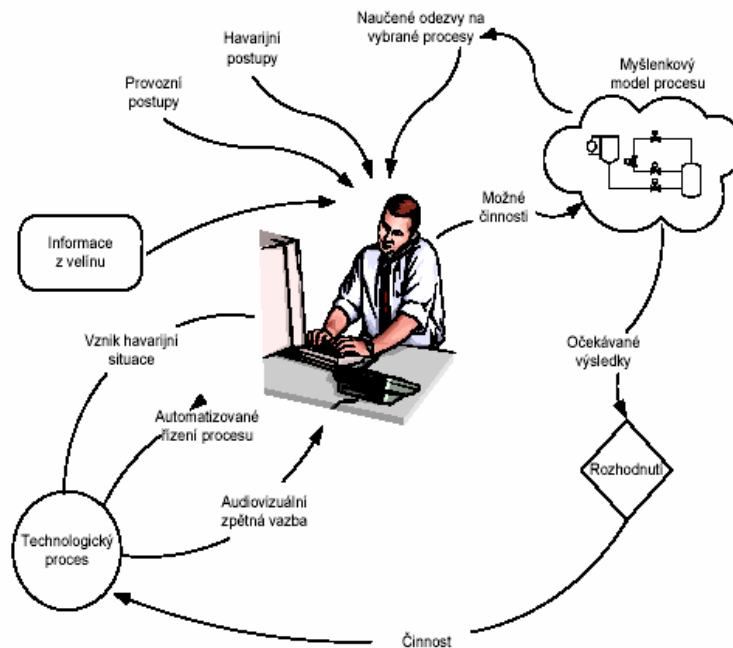 Naučené odezvy na
vybrané procesy
Havarijní
postupy
Myšlenkový
model procesu
Provozní
postupy
Možné
činnosti
Informace
z velínu
Vznik havarijní
situace
Očekávané
výsledky
Automatizované
řízení procesu
Rozhodnutí
Audiovizuální
zpětná vazba
Technologický
proces
Činnost